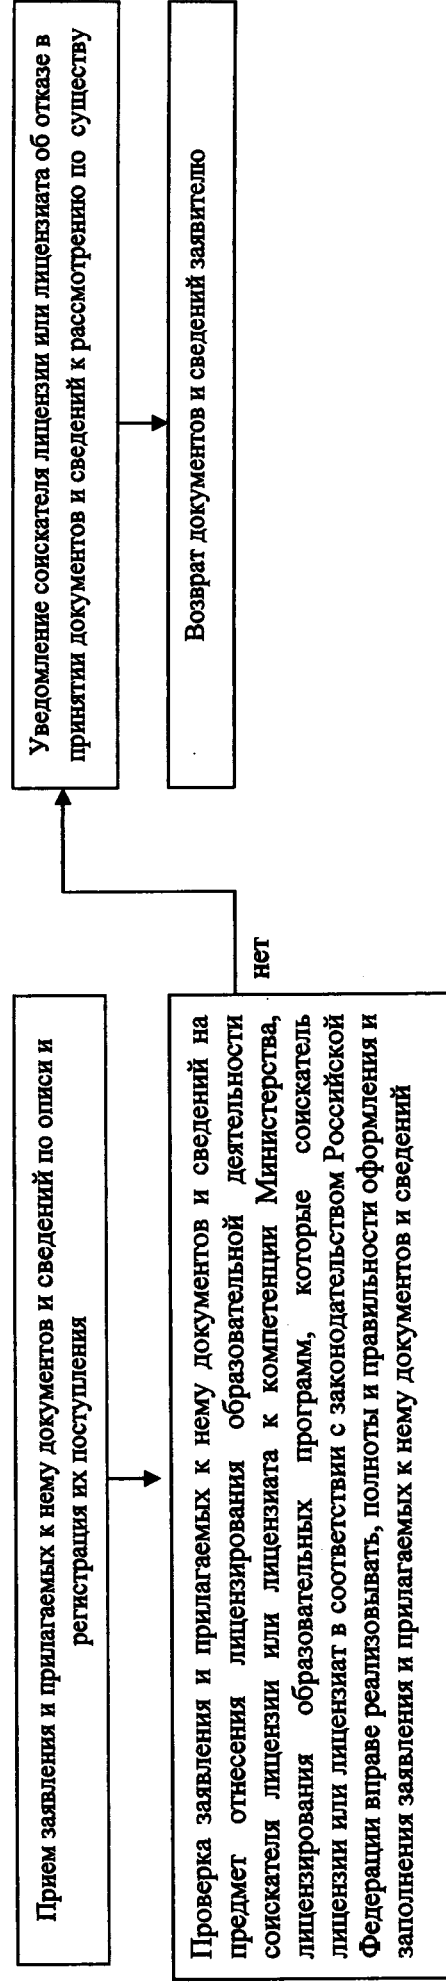 Прием заявления и прилагаемых к нему документов и сведений по описи и
регистрация их поступления
Проверка заявления и прилагаемых к нему документов и сведений на
предмет отнесения лицензирования образовательной деятельности
соискателя лицензии или лицензиата к компетенции Министерства,
лицензирования образовательных программ, которые соискатель
лицензии или лицензиат в соответствии с законодательством Российской
Федерации вправе реализовывать, полноты и правильности оформления и
заполнения заявления и прилагаемых к нему документов и сведений
нет
Уведомление соискателя лицензии или лицензиата об отказе в
принятии документов и сведений к рассмотрению по существу
Возврат документов и сведений заявителю